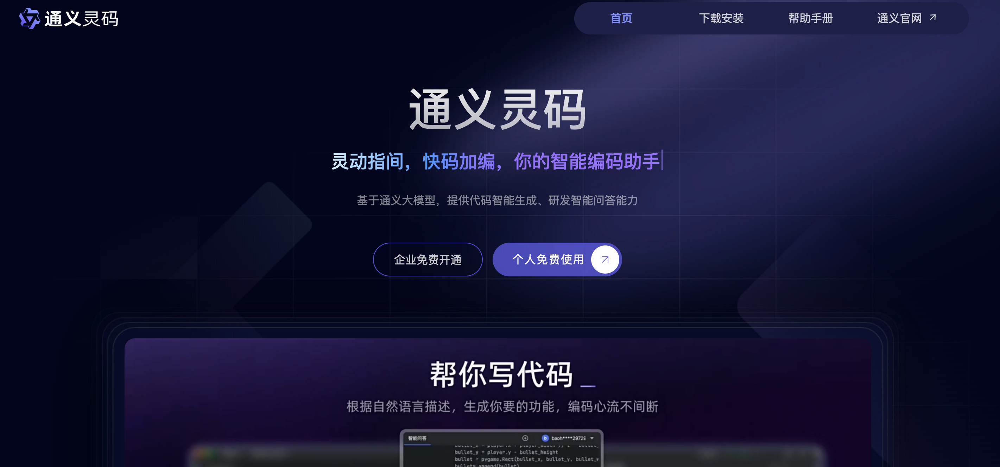 通义灵码
首页 下载安装 帮助手册 通义官网
通义灵码
灵动指间，快码加编，你的智能编码助手
基于通义大模型，提供代码智能生成、研发智能问答能力
企业免费开通 个人免费使用
帮你写代码_
根据自然语言描述，生成你要的功能，编码心流不间断
智能问答 b baoh****29729
bullet_y = player.y - bullet_height
bullet = pygame.Rect(bullet_x, bullet_y, bullet_w
bullets.append(bullet)